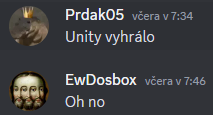 Prdak05 včera v 7:34
Unity vyhrálo
EwDosbox včera v 7:46
Oh no